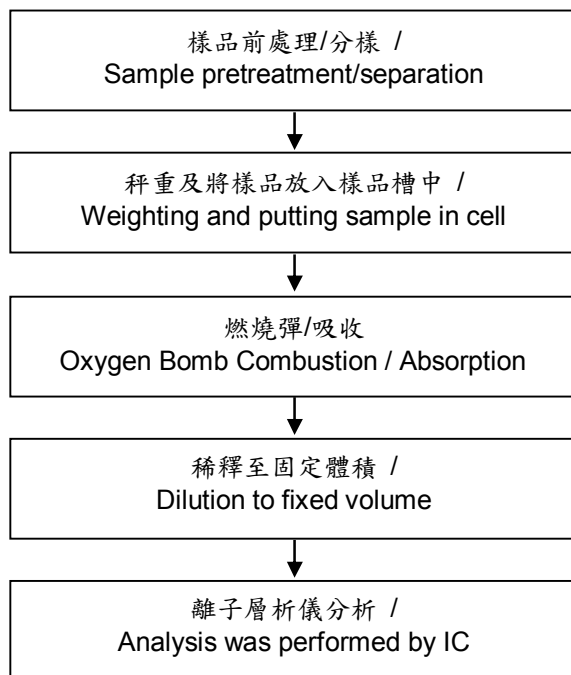 樣品前處理/分樣 /
Sample pretreatment/separation
秤重及將樣品放入樣品槽中 /
Weighting and putting sample in cell
燃燒彈/吸收
Oxygen Bomb Combustion / Absorption
稀釋至固定體積 /
Dilution to fixed volume
離子層析儀分析 /
Analysis was performed by IC